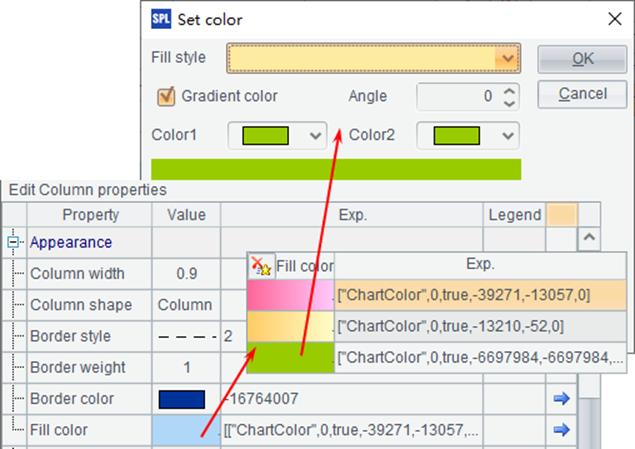 SPL Set color
Fill style OK
Gradient color Angle 0 Cancel
Color1 Color2
Edit Column properties
Property Value Exp. Legend
Appearance
Fill color Exp.
Column width 0.9
["ChartColor",0,true,-39271,-13057,0]
Column shape Column
["ChartColor",0,true,-13210,-52,0]
Border style 2
["ChartColor",0,true,-6697984,-6697984,...
Border weight 1
Border color -16764007
Fill color [["ChartColor",0,true,-39271,-13057,...